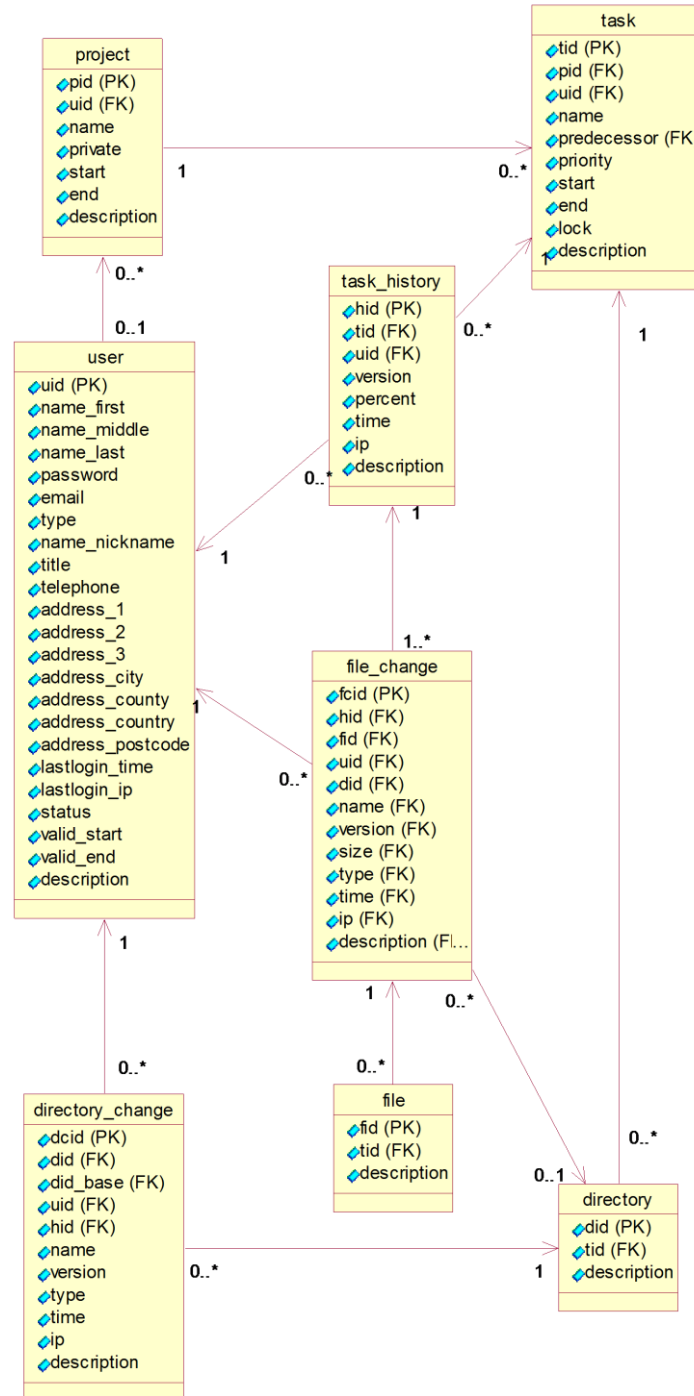 project
pid (PK)
uid (FK)
name
private
start
end
description
task
tid (PK)
pid (FK)
uid (FK)
name
predecessor (FK
priority
start
end
lock
description
1
0..*
0..*
0..1
1
0..*
1
task_history
hid (PK)
tid (FK)
uid (FK)
version
percent
time
ip
description
user
uid (PK)
name_first
name_middle
name_last
password
email
type
name_nickname
title
telephone
address_1
address_2
address_3
address_city
address_county
address_country
address_postcode
lastlogin_time
lastlogin_ip
status
valid_start
valid_end
description
0..*
1
1
1..*
file_change
fcid (PK)
hid (FK)
fid (FK)
uid (FK)
did (FK)
name (FK)
version (FK)
size (FK)
type (FK)
time (FK)
ip (FK)
description (F...
1
0..*
1
0..*
1
0..*
0..*
0..1
0..*
directory_change
dcid (PK)
did (FK)
did_base (FK)
uid (FK)
hid (FK)
name
version
type
time
ip
description
file
fid (PK)
tid (FK)
description
directory
did (PK)
tid (FK)
description
0..*
1